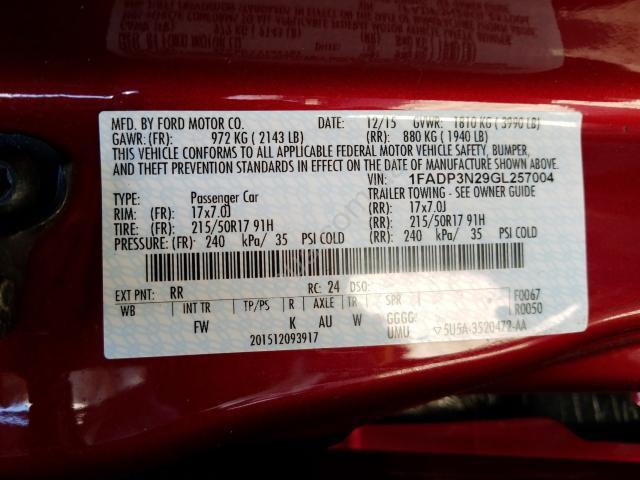 MFD. BY FORD MOTOR CO. DATE: 12/15 GVWR: 1810 KG ( 3990 LB)
GAWR: (FR): 972 KG ( 2143 LB) (RR): 880 KG ( 1940 LB)
THIS VEHICLE CONFORMS TO ALL APPLICABLE FEDERAL MOTOR VEHICLE SAFETY, BUMPER,
AND THEFT PREVENTION STANDARDS IN EFFECT ON THE DATE OF MANUFACTURE SHOWN ABOVE.
VIN: 1FADP3N29GL257004
TYPE: Passenger Car TRAILER TOWING - SEE OWNER GUIDE
RIM: (FR): 17x7.0J (RR): 17x7.0J
TIRE: (FR): 215/50R17 91H (RR): 215/50R17 91H
PRESSURE: (FR): 240 kPa/ 35 PSI COLD (RR): 240 kPa/ 35 PSI COLD
EXT PNT: RR RC: 24 DSO: F0067
WB INT TR TP/PS R AXLE TR SPR R0050
FW K AU W GGGG
UMU ▽5U5A-3520472-AA
201512093917